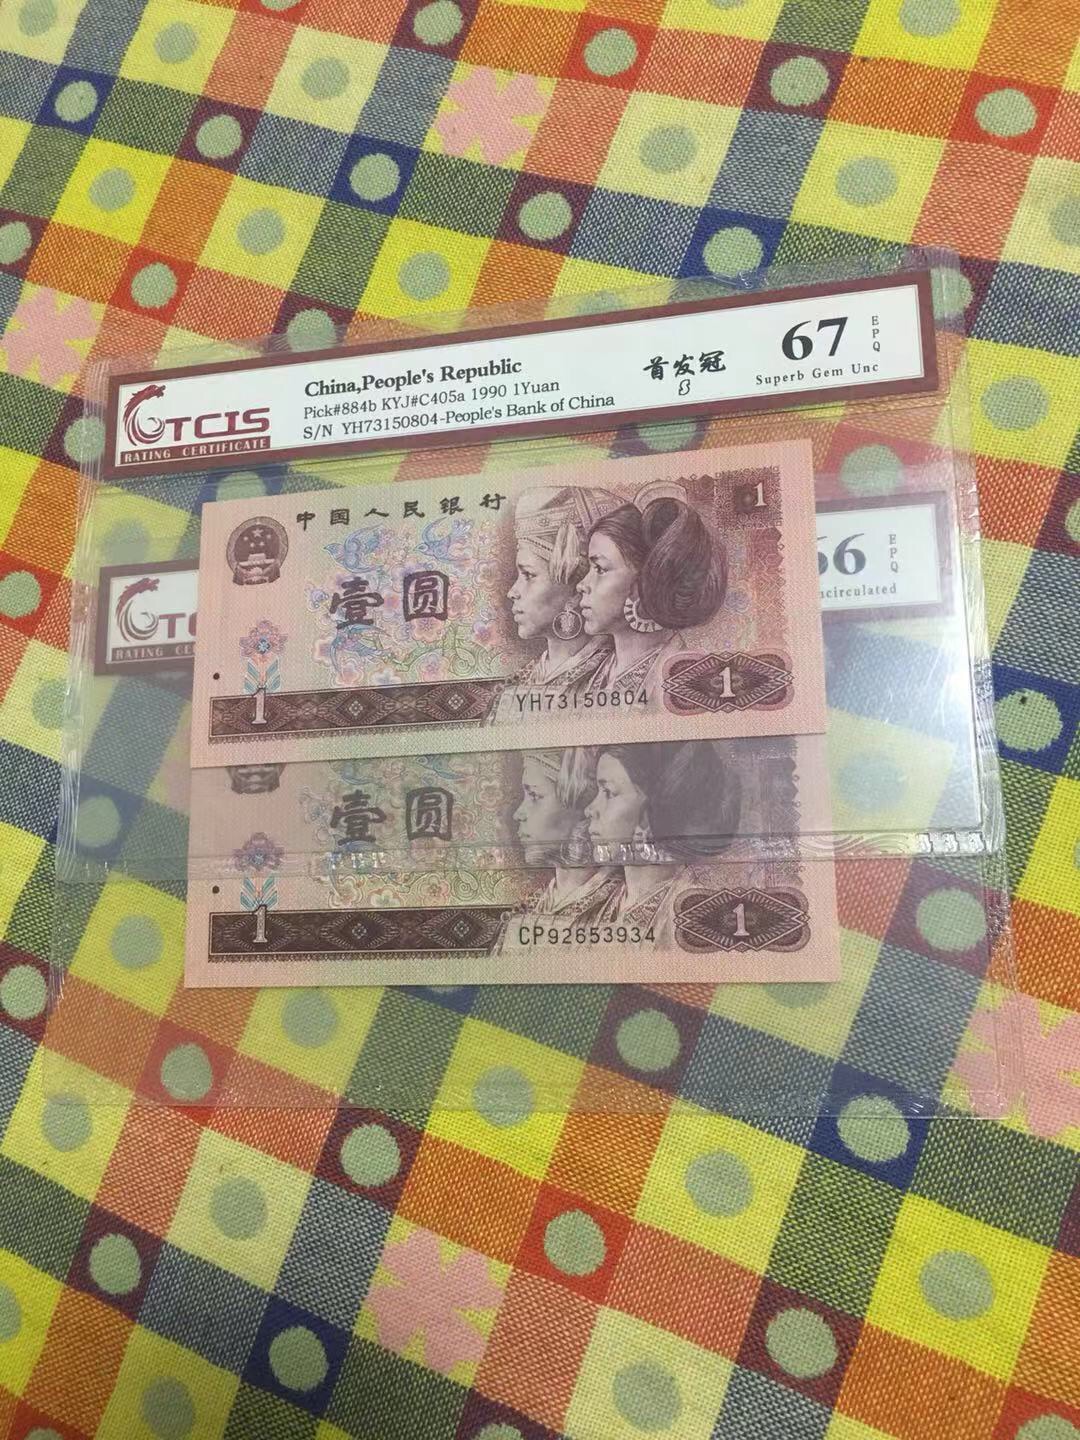 China,People's Republic
Pick#884b KYJ#C405a 1990 1Yuan
S/N YH73150804-People's Bank of China
首发冠
67
EPQ
Superb Gem Unc
TCIS
RATING CERTIFICATE
中国人民银行
1
壹圆
1
YH73150804
1
66
EPQ
RATING
壹圆
1
CP92653934
1